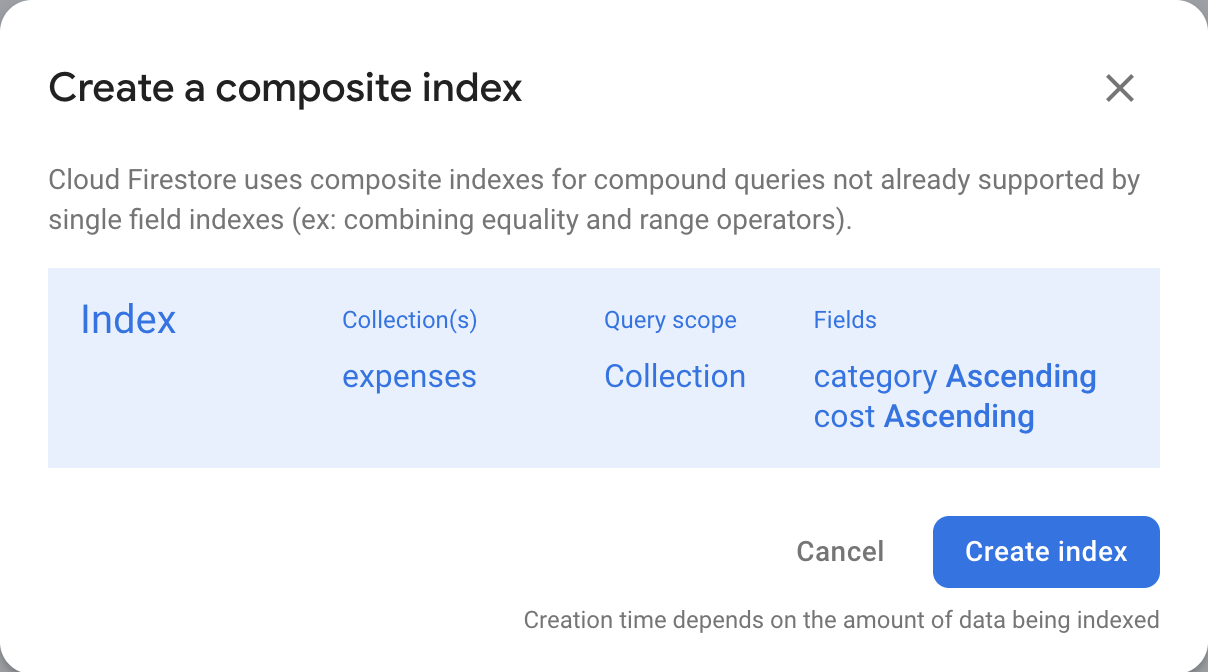 Create a composite index
Cloud Firestore uses composite indexes for compound queries not already supported by
single field indexes (ex: combining equality and range operators).
Index
Collection(s)
expenses
Query scope
Collection
Fields
category Ascending
cost Ascending
Cancel
Create index
Creation time depends on the amount of data being indexed